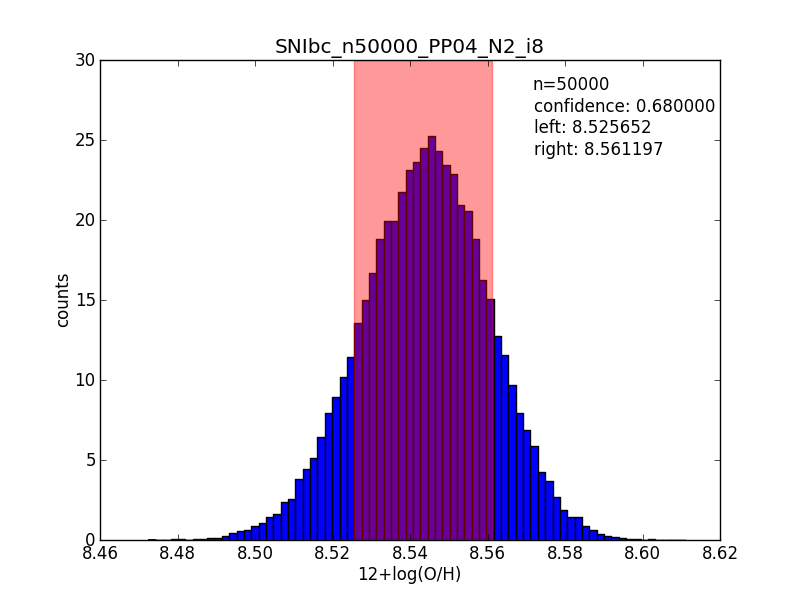 SNIbc_n50000_PP04_N2_i8
n=50000
confidence: 0.680000
left: 8.525652
right: 8.561197
30
25
20
15
10
5
0
counts
8.46 8.48 8.50 8.52 8.54 8.56 8.58 8.60 8.62
12+log(O/H)